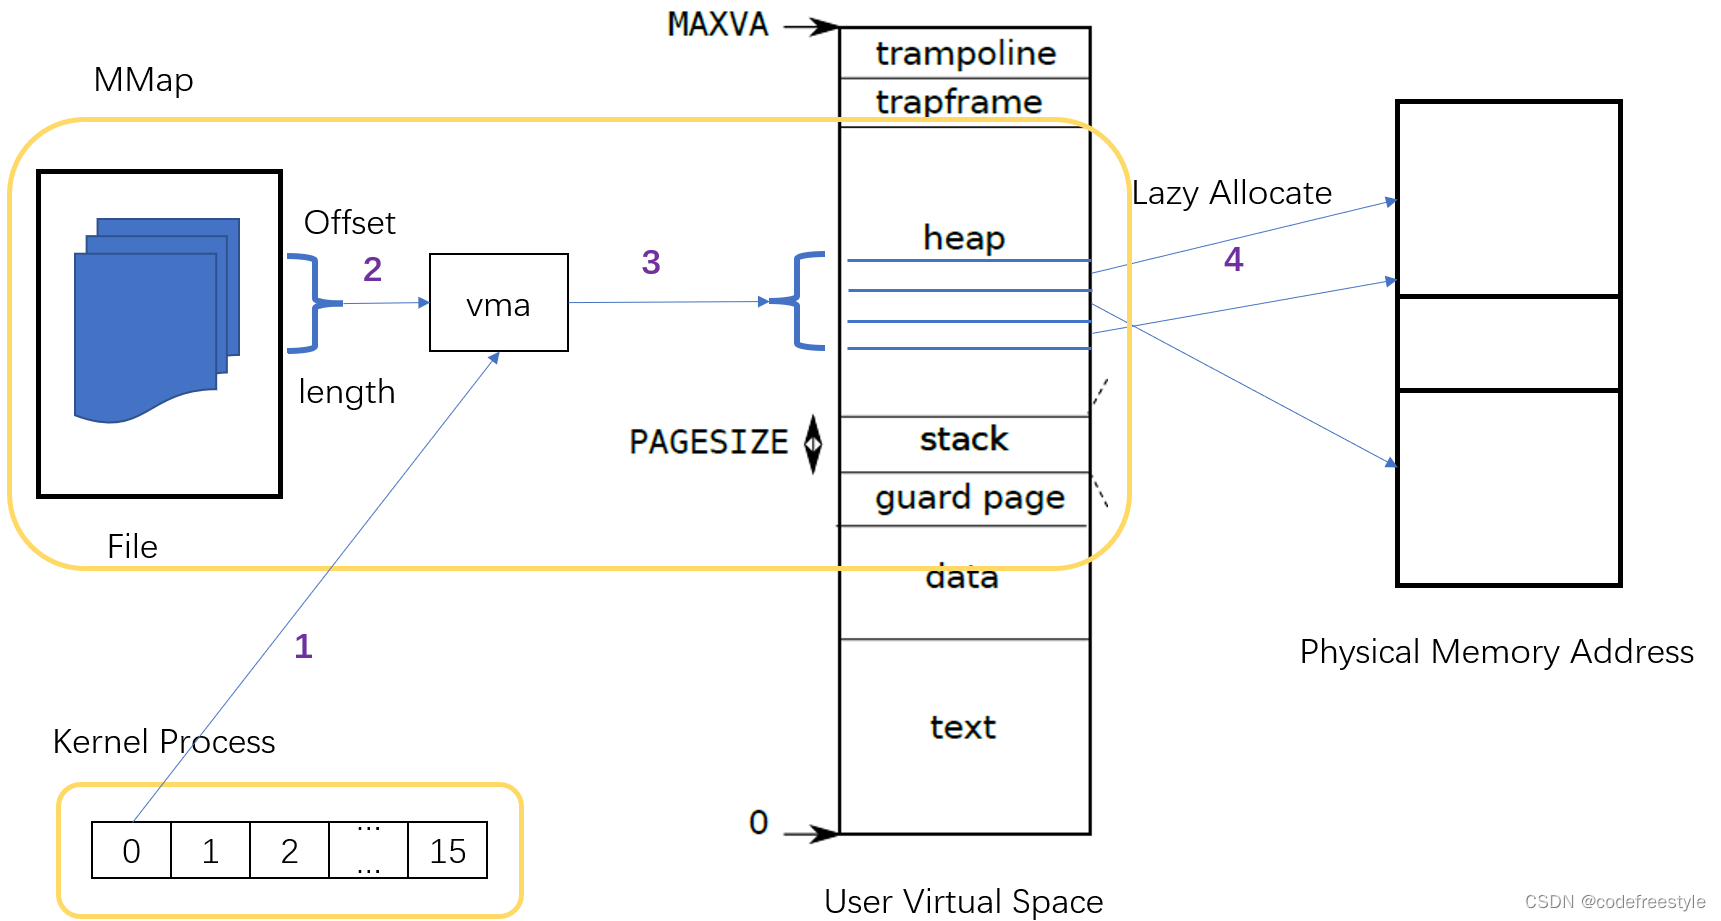 MAXVA
trampoline
trapframe
MMap
Offset
2
length
File
vma
3
heap
Lazy Allocate
4
PAGESIZE
stack
guard page
data
text
1
Kernel Process
0
1
2
...
...
15
0
User Virtual Space
Physical Memory Address
CSDN @codefreestyle